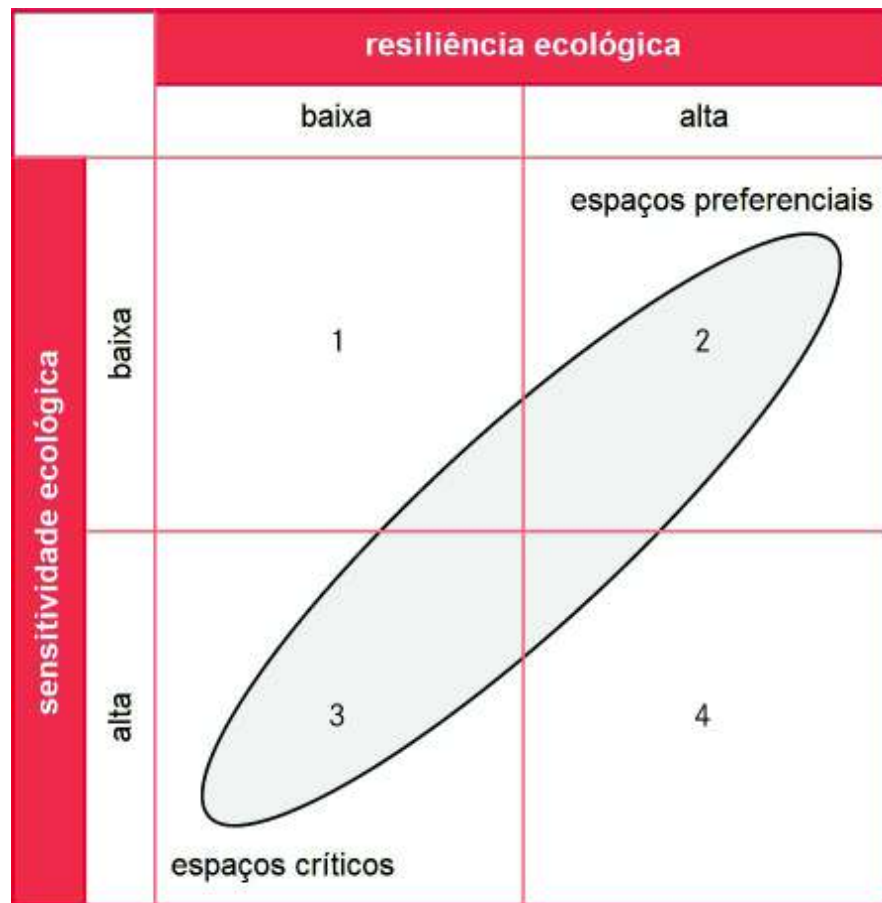 resiliência ecológica
baixa
alta
sensitividade ecológica
baixa
alta
espaços preferenciais
1
2
3
4
espaços críticos